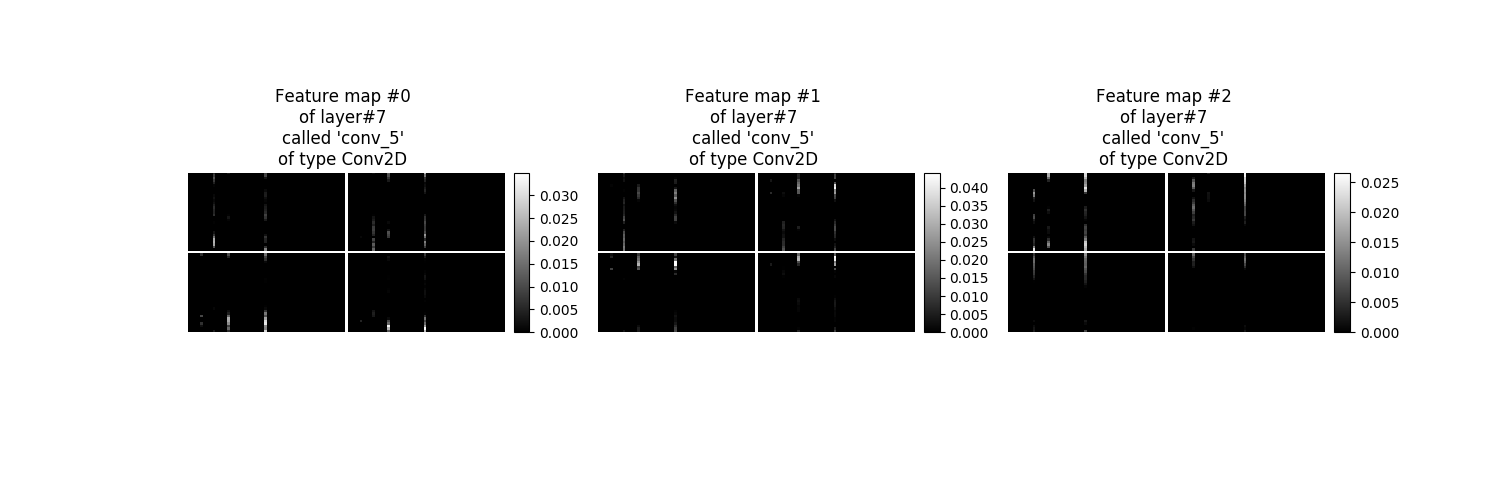 Feature map #0
of layer#7
called 'conv_5'
of type Conv2D
0.030
0.025
0.020
0.015
0.010
0.005
0.000
Feature map #1
of layer#7
called 'conv_5'
of type Conv2D
0.040
0.035
0.030
0.025
0.020
0.015
0.010
0.005
0.000
Feature map #2
of layer#7
called 'conv_5'
of type Conv2D
0.025
0.020
0.015
0.010
0.005
0.000